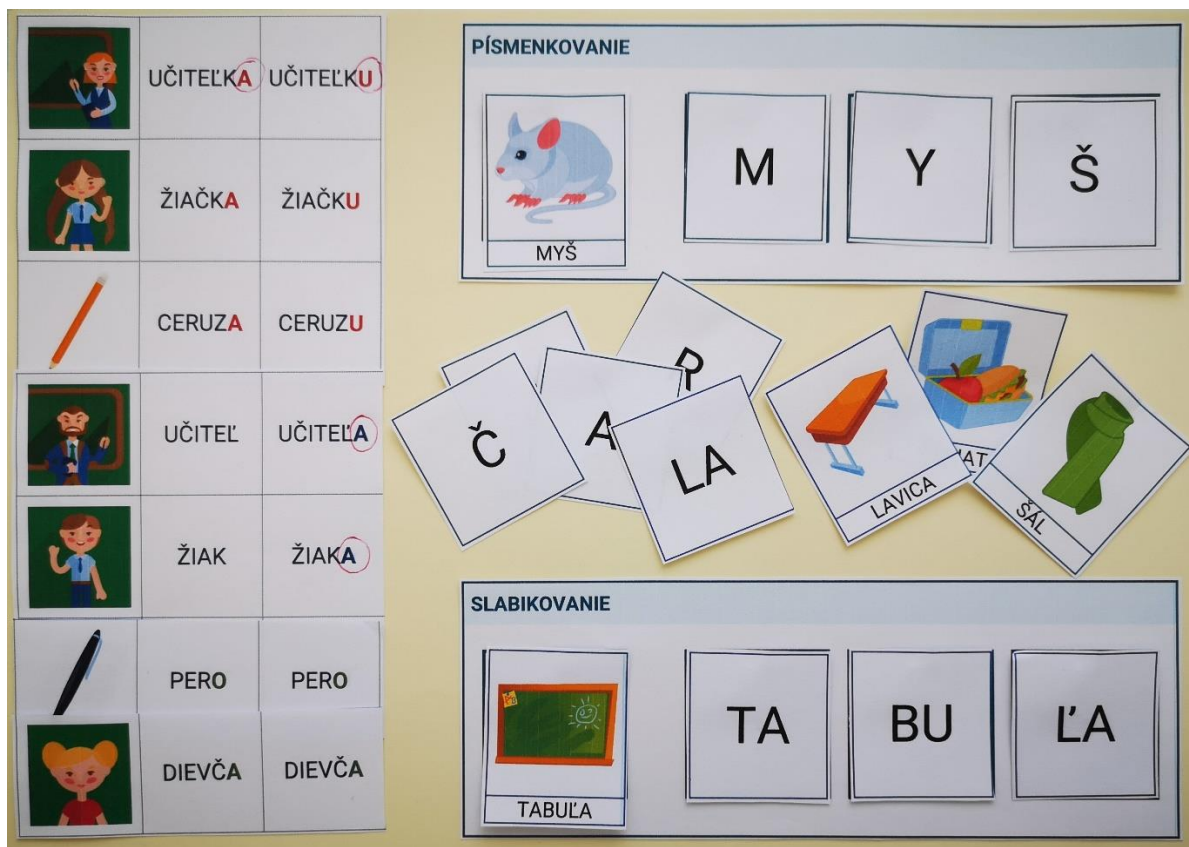 UČITEĽKA UČITEĽKU
ŽIAČKA ŽIAČKU
CERUZA CERUZU
UČITEĽ UČITEĽA
ŽIAK ŽIAKA
PERO PERO
DIEVČA DIEVČA
PÍSMENKOVANIE
M Y Š
MYŠ
Č
A
R
LA
LAVICA
ŠÁL
SLABIKOVANIE
TA BU ĽA
TABUĽA